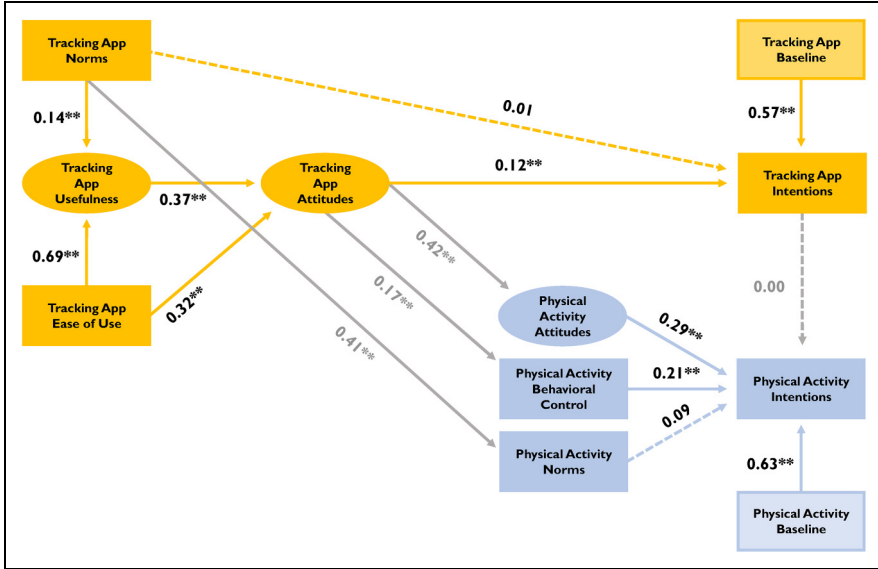 Tracking App
Norms
Tracking App
Baseline
0.01
0.14**
0.57**
Tracking
App
Usefulness
0.37**
Tracking
App
Attitudes
0.12**
Tracking App
Intentions
0.69**
0.42**
0.17**
0.00
Tracking App
Ease of Use
0.32**
0.41**
Physical
Activity
Attitudes
0.29**
Physical Activity
Behavioral
Control
0.21**
Physical Activity
Intentions
0.09
Physical Activity
Norms
0.63**
Physical Activity
Baseline